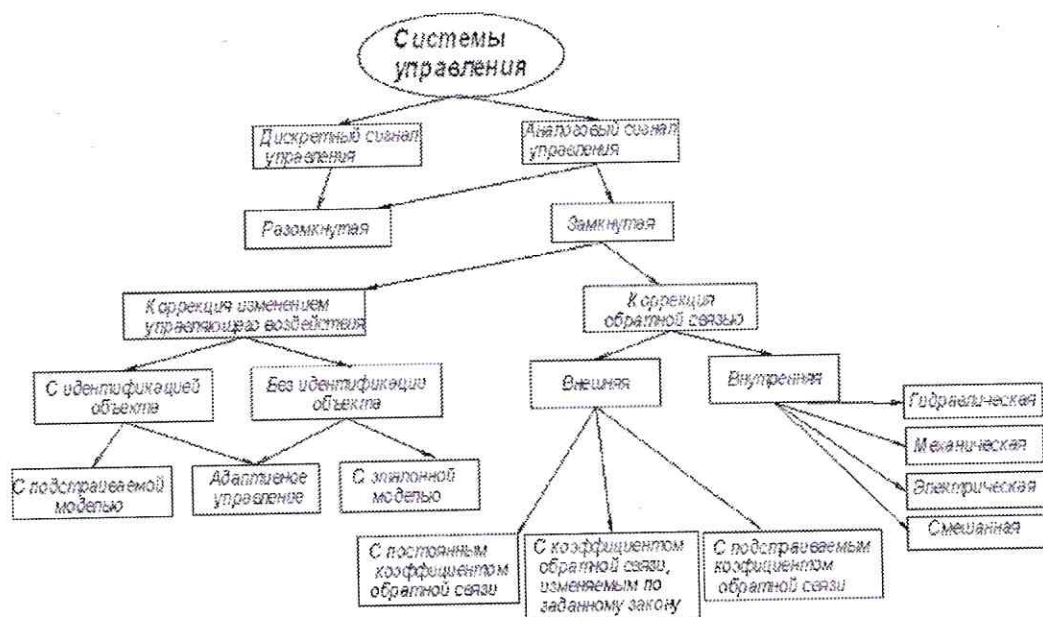 Системы
управления
Дискретный сигнал
управления
Аналоговый сигнал
управления
Разомкнутая
Замкнутая
Коррекция изменением
управляющего воздействия
Коррекция
обратной связью
С идентификацией
объекта
Без идентификации
объекта
Внешняя
Внутренняя
Гидравлическая
Механическая
Электрическая
Смешанная
С подстраиваемой
моделью
Адаптивное
управление
С эталонной
моделью
С постоянным
коэффициентом
обратной связи
С коэффициентом
обратной связи,
изменяемым по
заданному закону
С подстраиваемым
коэфициентом
обратной связи